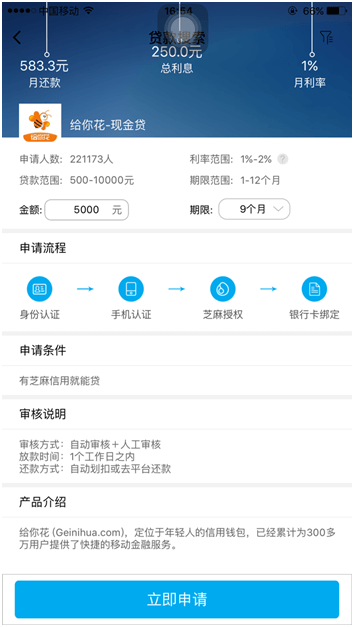 中国移动 16:54 66%
贷款搜索
583.3元 250.0元 1%
月还款 总利息 月利率
给你花
给你花-现金贷
申请人数: 221173人 利率范围: 1%-2% ?
贷款范围: 500-10000元 期限范围: 1-12个月
金额: 5000 元 期限: 9个月
申请流程
身份认证 手机认证 芝麻授权 银行卡绑定
申请条件
有芝麻信用就能贷
审核说明
审核方式: 自动审核+人工审核
放款时间: 1个工作日之内
还款方式: 自动划扣或去平台还款
产品介绍
给你花 (Geinihua.com)，定位于年轻人的信用钱包，已经累计为300多
万用户提供了快捷的移动金融服务。
立即申请